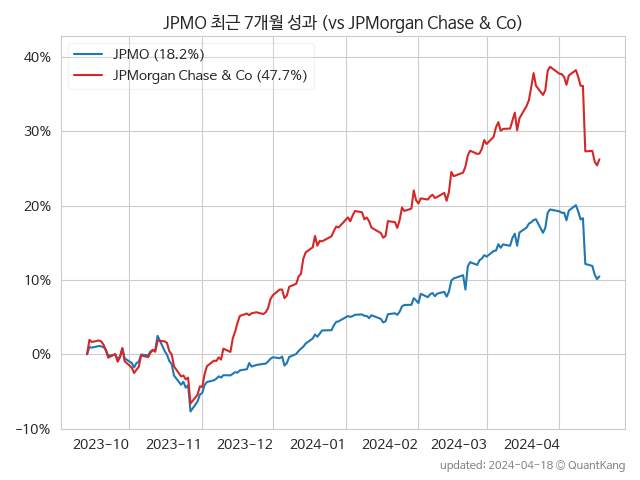 JPMO 최근 7개월 성과 (vs JPMorgan Chase & Co)
JPMO (18.2%)
JPMorgan Chase & Co (47.7%)
40%
30%
20%
10%
0%
−10%
2023−10 2023−11 2023−12 2024−01 2024−02 2024−03 2024−04
updated: 2024-04-18 © QuantKang